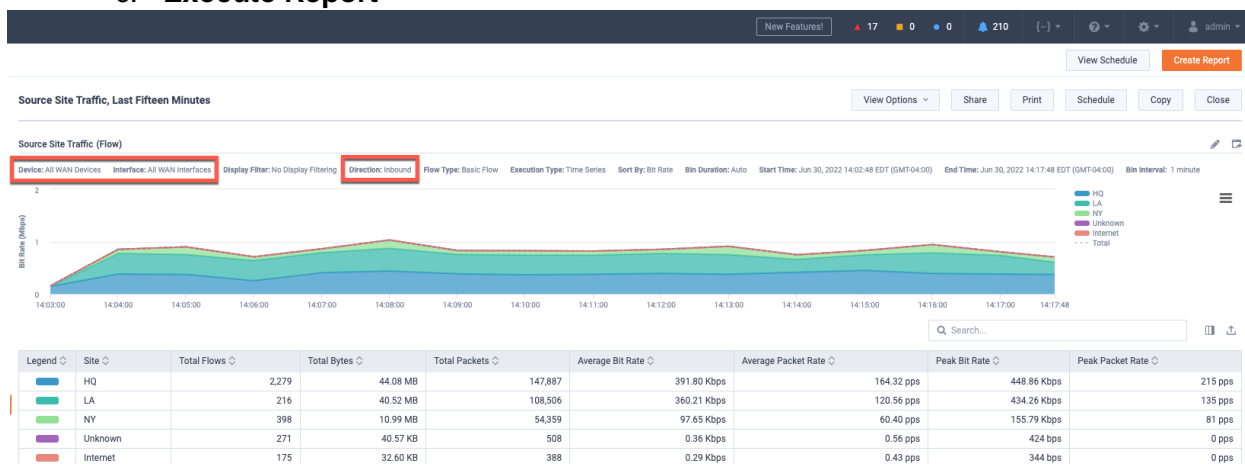 Execute Report
New Features! 17 0 0 210 {··} admin
View Schedule Create Report
Source Site Traffic, Last Fifteen Minutes View Options Share Print Schedule Copy Close
Source Site Traffic (Flow)
Device: All WAN Devices Interface: All WAN Interfaces Display Filter: No Display Filtering Direction: Inbound Flow Type: Basic Flow Execution Type: Time Series Sort By: Bit Rate Bin Duration: Auto Start Time: Jun 30, 2022 14:02:48 EDT (GMT-04:00) End Time: Jun 30, 2022 14:17:48 EDT (GMT-04:00) Bin Interval: 1 minute
Bit Rate (Mbps)
2
1
0
14:03:00 14:04:00 14:05:00 14:06:00 14:07:00 14:08:00 14:09:00 14:10:00 14:11:00 14:12:00 14:13:00 14:14:00 14:15:00 14:16:00 14:17:00 14:17:48
HQ
LA
NY
Unknown
Internet
Total
Search...
Legend Site Total Flows Total Bytes Total Packets Average Bit Rate Average Packet Rate Peak Bit Rate Peak Packet Rate
HQ 2,279 44.08 MB 147,887 391.80 Kbps 164.32 pps 448.86 Kbps 215 pps
LA 216 40.52 MB 108,506 360.21 Kbps 120.56 pps 434.26 Kbps 135 pps
NY 398 10.99 MB 54,359 97.65 Kbps 60.40 pps 155.79 Kbps 81 pps
Unknown 271 40.57 KB 508 0.36 Kbps 0.56 pps 424 bps 0 pps
Internet 175 32.60 KB 388 0.29 Kbps 0.43 pps 344 bps 0 pps